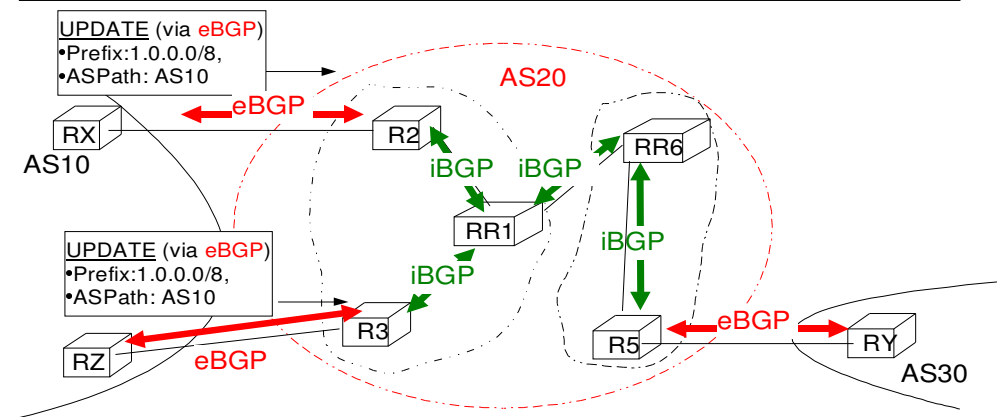 UPDATE (via eBGP)
•Prefix:1.0.0.0/8,
•ASPath: AS10
AS20
eBGP
RX
R2
RR6
AS10
iBGP
iBGP
RR1
UPDATE (via eBGP)
•Prefix:1.0.0.0/8,
•ASPath: AS10
iBGP
iBGP
R3
eBGP
RZ
eBGP
R5
RY
AS30